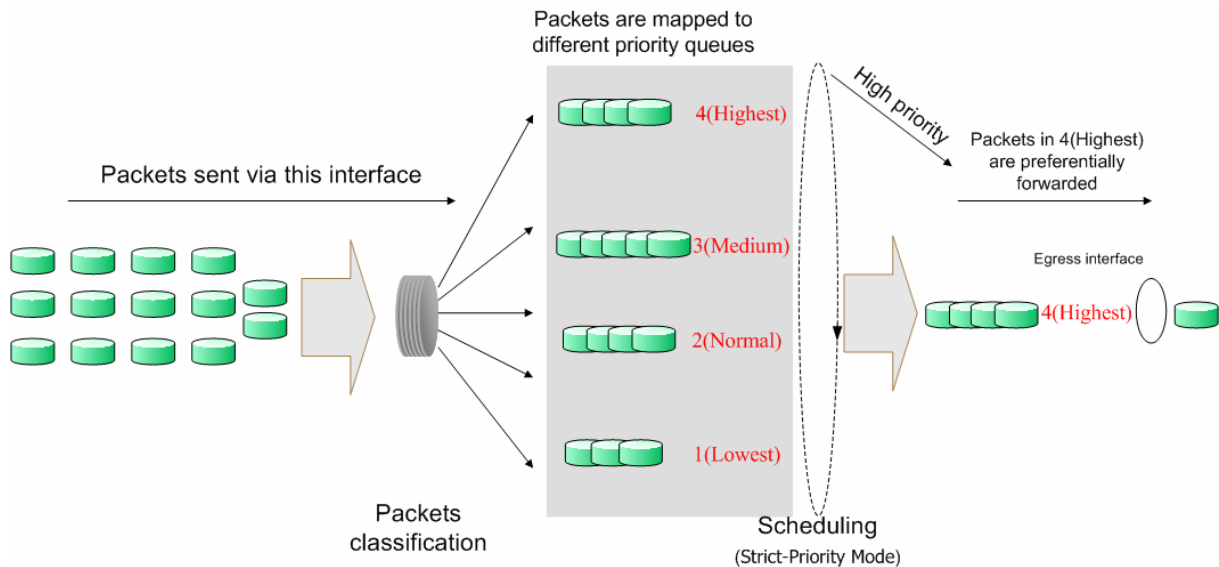 Packets are mapped to
different priority queues
Packets sent via this interface
4(Highest)
3(Medium)
2(Normal)
1(Lowest)
High priority
Packets in 4(Highest)
are preferentially
forwarded
Egress interface
4(Highest)
Packets
classification
Scheduling
(Strict-Priority Mode)